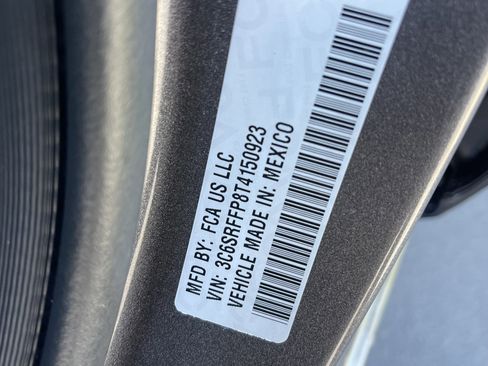 MFD BY: FCA US LLC
VIN: 3C6SRFFP8T4150923
VEHICLE MADE IN: MEXICO